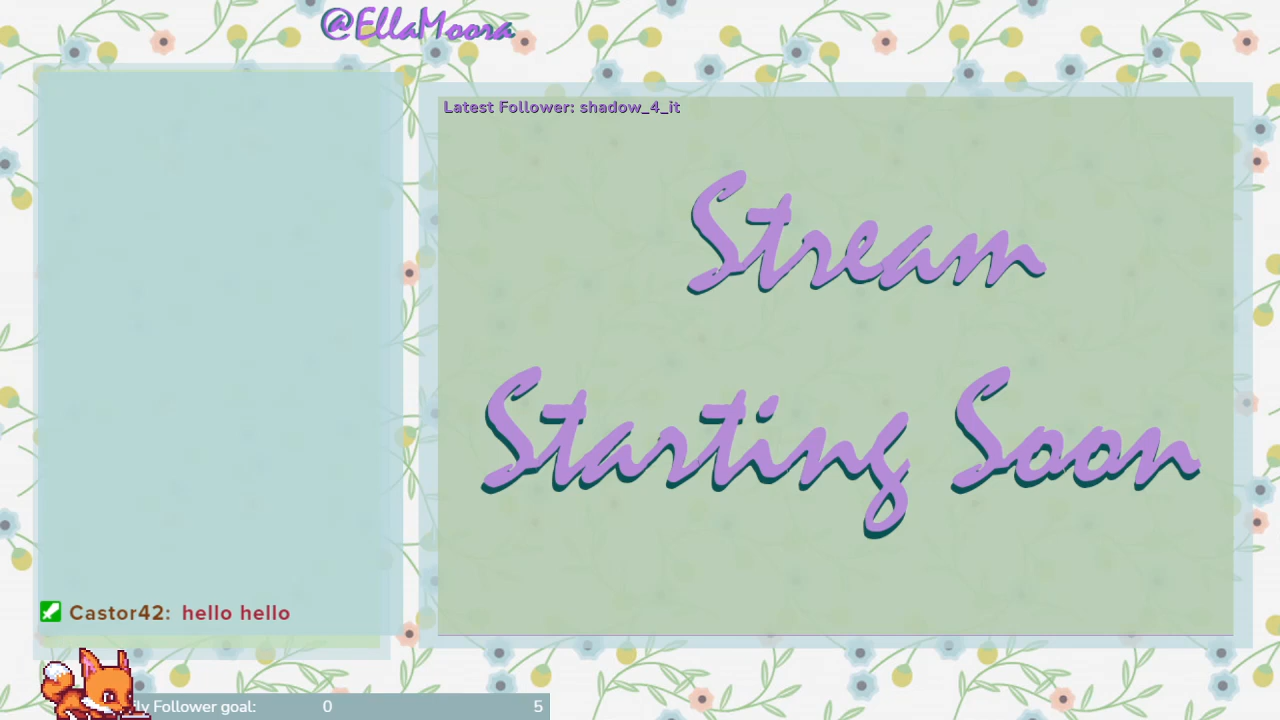 @EllaMoora
Latest Follower: shadow_4_it
Stream
Starting Soon
Castor42: hello hello
Follower goal: 0 5